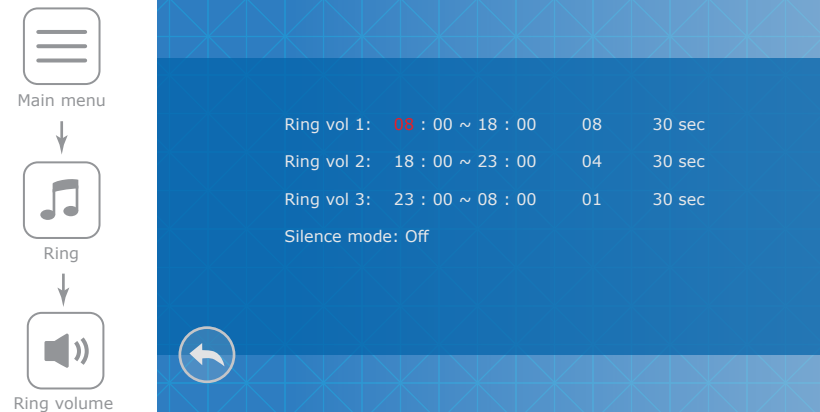 Main menu
Ring
Ring volume
Ring vol 1: 08 : 00 ~ 18 : 00 08 30 sec
Ring vol 2: 18 : 00 ~ 23 : 00 04 30 sec
Ring vol 3: 23 : 00 ~ 08 : 00 01 30 sec
Silence mode: Off